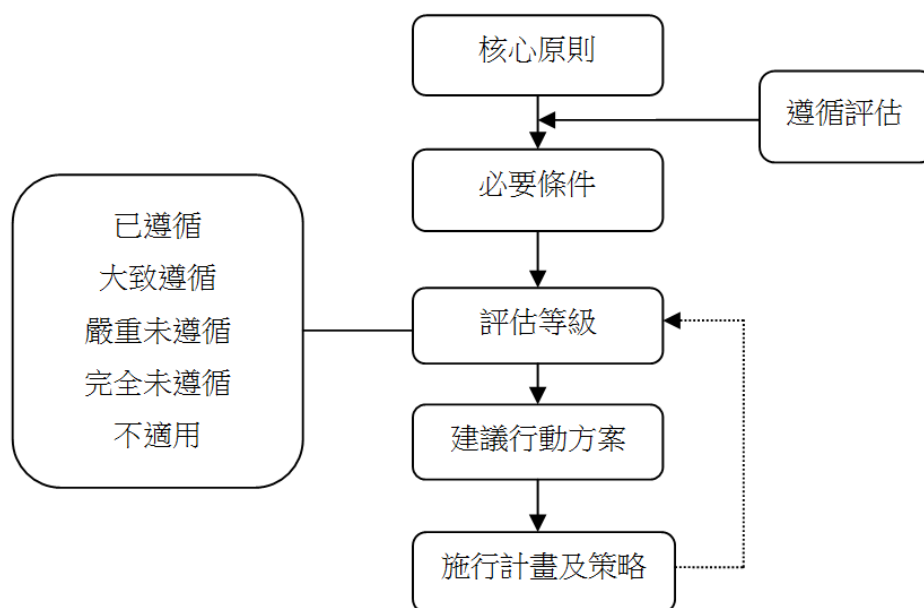 核心原則
遵循評估
必要條件
已遵循
大致遵循
嚴重未遵循
完全未遵循
不適用
評估等級
建議行動方案
施行計畫及策略